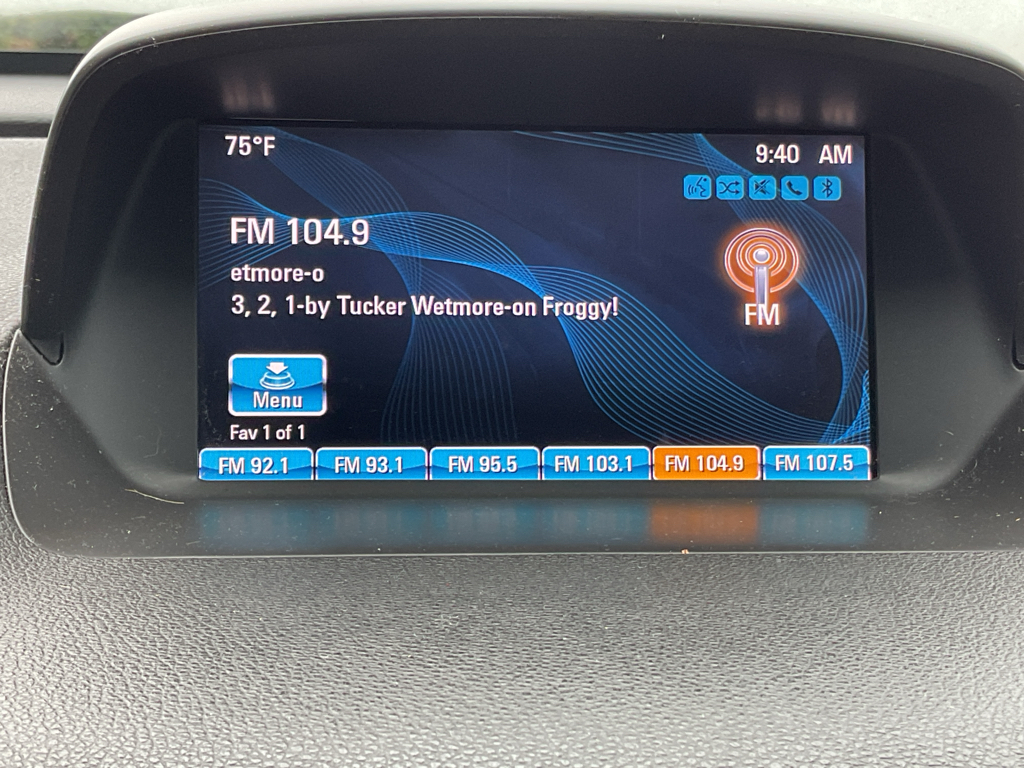 75°F
9:40 AM
FM 104.9
etmore-o
3, 2, 1-by Tucker Wetmore-on Froggy!
FM
Menu
Fav 1 of 1
FM 92.1 FM 93.1 FM 95.5 FM 103.1 FM 104.9 FM 107.5